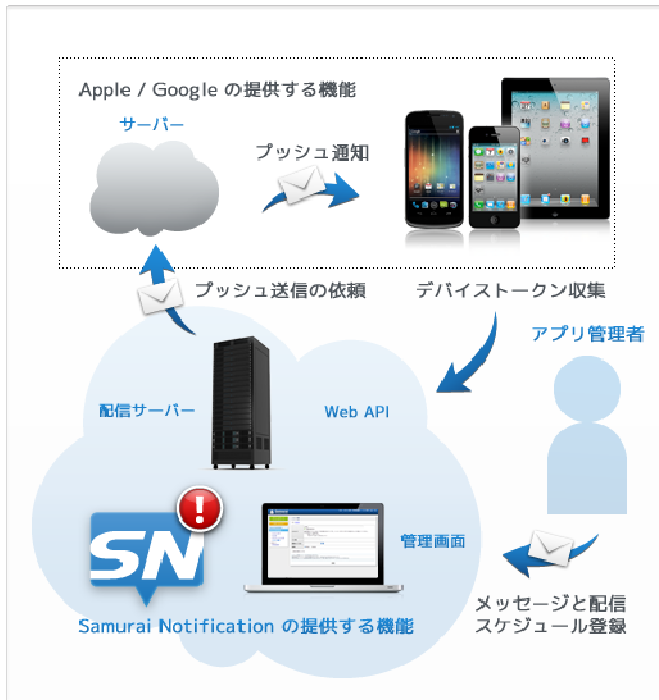 Apple / Google の提供する機能
サーバー
プッシュ通知
プッシュ送信の依頼
デバイストークン収集
アプリ管理者
配信サーバー
Web API
SN
管理画面
Samurai Notification の提供する機能
メッセージと配信
スケジュール登録